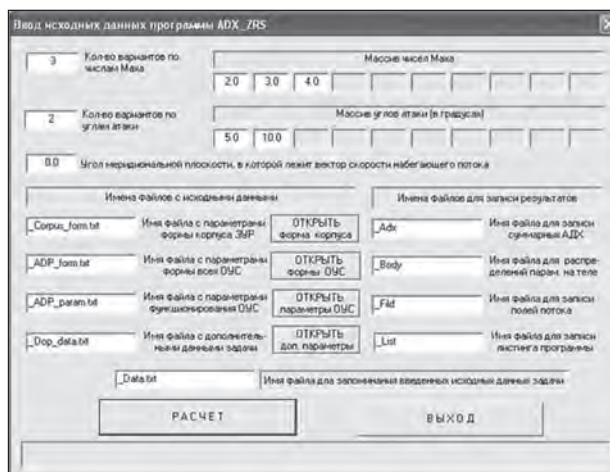 Ввод исходных данных программы ADX_ZRS
3 Кол-во вариантов по числам Маха
Массив чисел Маха
2.0 3.0 4.0
2 Кол-во вариантов по углам атаки
Массив углов атаки (в градусах)
5.0 10.0
0.0 Угол меридиональной плоскости, в которой лежит вектор скорости набегающего потока
Имена файлов с исходными данными
Имена файлов для записи результатов
_Corpus_form.txt
Имя файла с параметрами
формы корпуса ЗУР
ОТКРЫТЬ
форма корпуса
_Adx
Имя файла для записи
суммарных АДХ
_ADP_form.txt
Имя файла с параметрами
формы всех ОУС
ОТКРЫТЬ
формы ОУС
_Body
Имя файла для распре-
делений парам. на теле
_ADP_param.txt
Имя файла с параметрами
функционирования ОУС
ОТКРЫТЬ
параметры ОУС
_Fild
Имя файла для записи
полей потока
_Dop_data.txt
Имя файла с дополнитель-
ными данными задачи
ОТКРЫТЬ
доп. параметры
_List
Имя файла для записи
листинга программы
_Data.txt
Имя файла для запоминания введенных исходных данных задачи
РАСЧЕТ
ВЫХОД